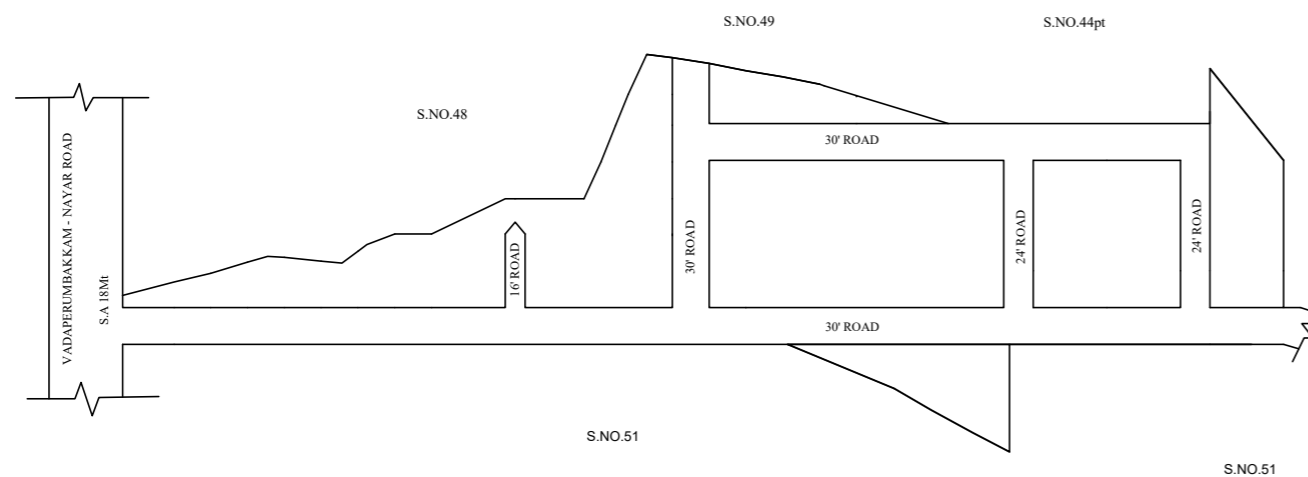 S.NO.49
S.NO.44pt
S.NO.48
VADAPERUMBAKKAM - NAYAR ROAD
S.A 18Mt
30' ROAD
16' ROAD
30' ROAD
24' ROAD
24' ROAD
30' ROAD
S.NO.51
S.NO.51